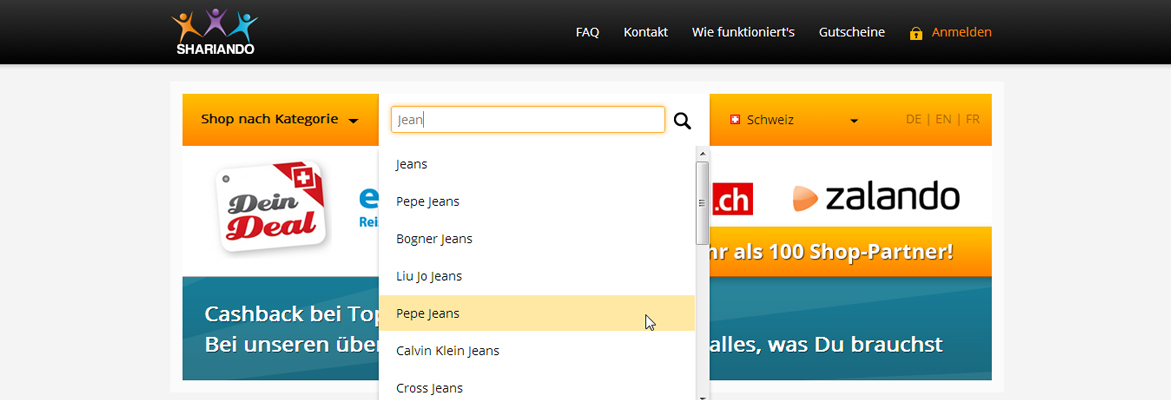 SHARIANDO
FAQ Kontakt Wie funktioniert's Gutscheine Anmelden
Shop nach Kategorie
Jean
Schweiz
DE | EN | FR
Jeans
Pepe Jeans
Bogner Jeans
Liu Jo Jeans
Pepe Jeans
Calvin Klein Jeans
Cross Jeans
Dein
Deal
e
Reis
.ch
zalando
hr als 100 Shop-Partner!
Cashback bei Top
Bei unseren über alles, was Du brauchst